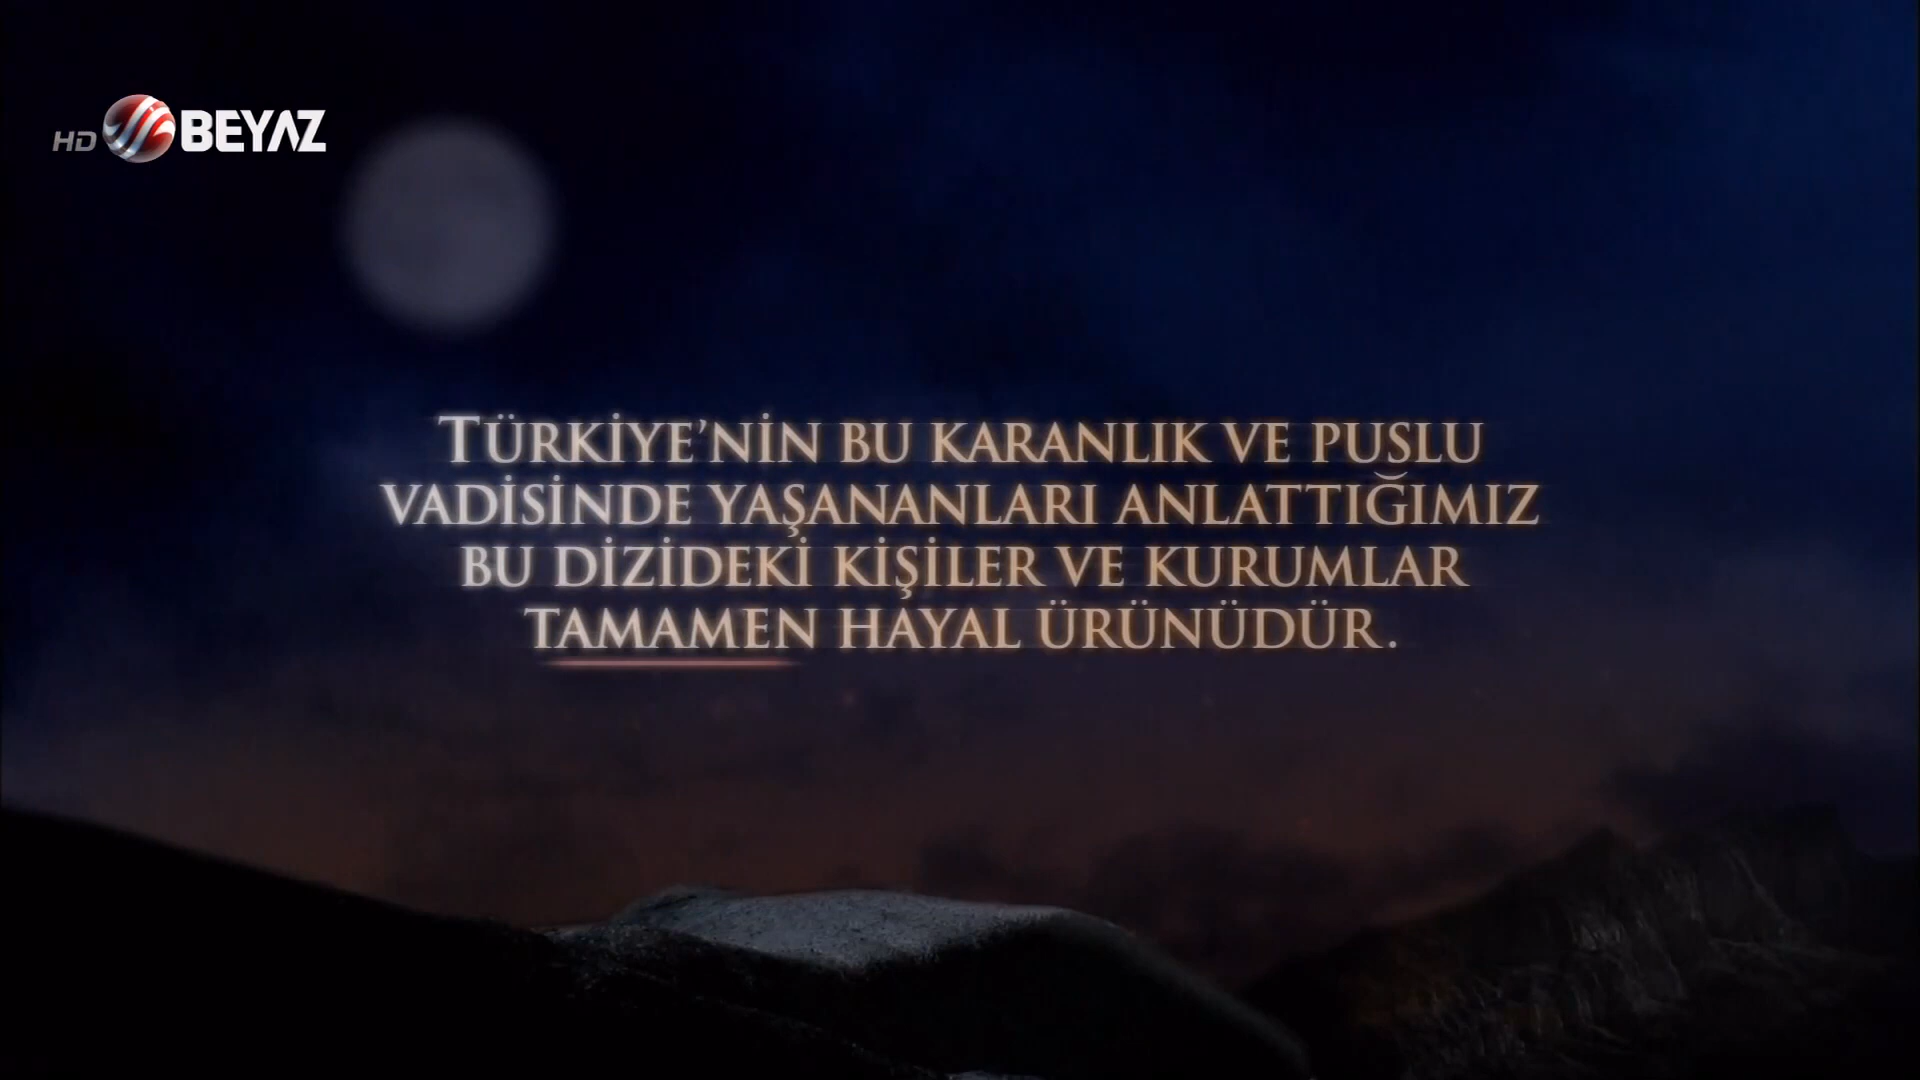 HD BEYAZ
TÜRKİYE'NİN BU KARANLIK VE PUSLU
VADİSİNDE YAŞANANLARI ANLATTIĞIMIZ
BU DİZİDEKİ KİŞİLER VE KURUMLAR
TAMAMEN HAYAL ÜRÜNÜDÜR.